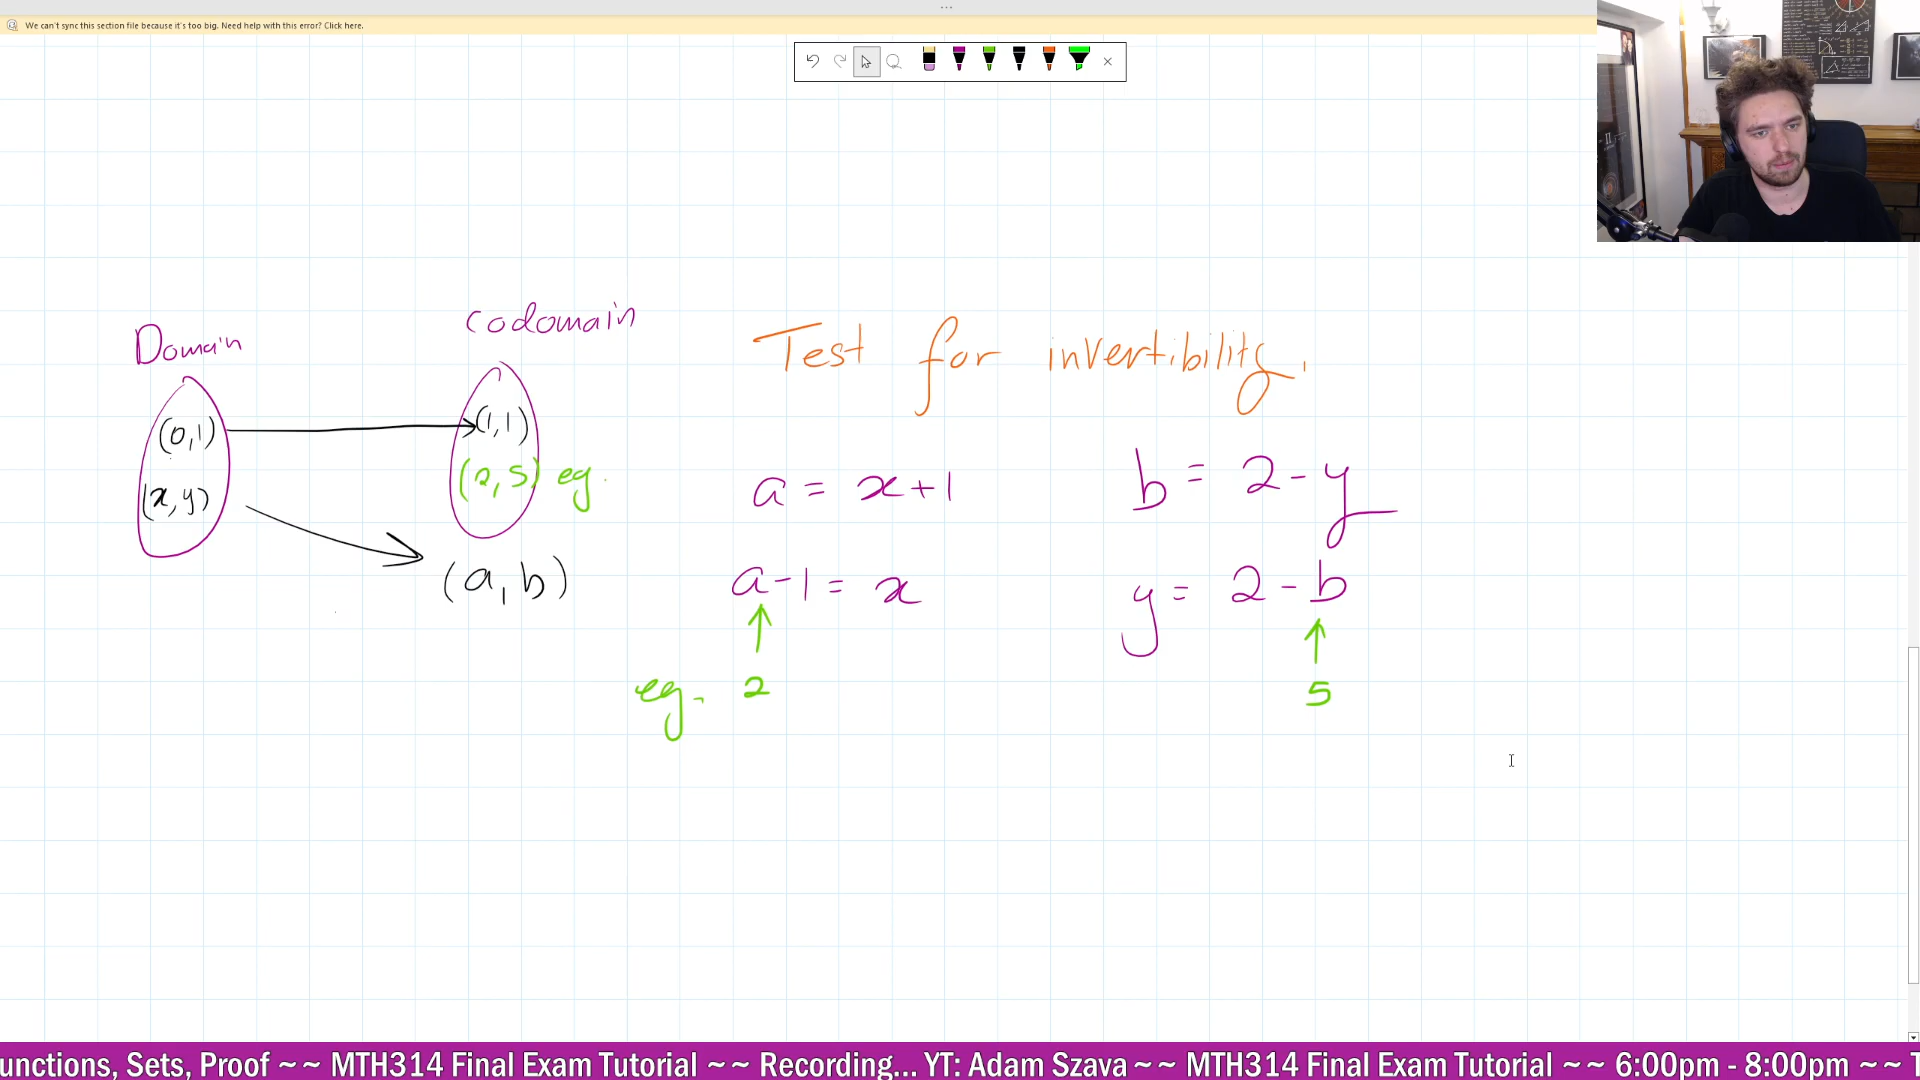 We can't sync this section file because it's too big. Need help with this error? Click here.
Domain
codomain
(0,1)
(x,y)
(1,1)
(2,5) eg.
(a,b)
Test for invertibility.
a = x+1
b = 2-y
a-1 = x
y = 2-b
eg. 2
5
unctions, Sets, Proof ~~ MTH314 Final Exam Tutorial ~~ Recording... YT: Adam Szava ~~ MTH314 Final Exam Tutorial ~~ 6:00pm - 8:00pm ~~ T